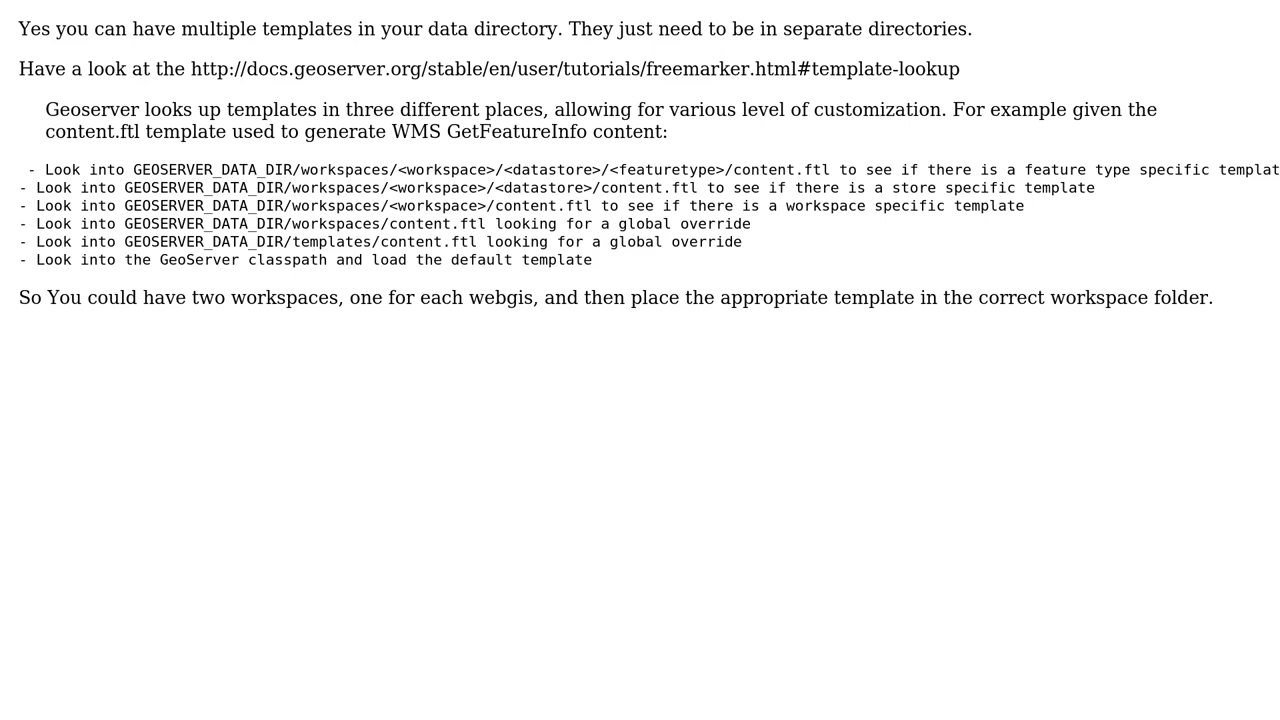 Yes you can have multiple templates in your data directory. They just need to be in separate directories.
Have a look at the http://docs.geoserver.org/stable/en/user/tutorials/freemarker.html#template-lookup
Geoserver looks up templates in three different places, allowing for various level of customization. For example given the
content.ftl template used to generate WMS GetFeatureInfo content:
- Look into GEOSERVER_DATA_DIR/workspaces/<workspace>/<datastore>/<featuretype>/content.ftl to see if there is a feature type specific templat
- Look into GEOSERVER_DATA_DIR/workspaces/<workspace>/<datastore>/content.ftl to see if there is a store specific template
- Look into GEOSERVER_DATA_DIR/workspaces/<workspace>/content.ftl to see if there is a workspace specific template
- Look into GEOSERVER_DATA_DIR/workspaces/content.ftl looking for a global override
- Look into GEOSERVER_DATA_DIR/templates/content.ftl looking for a global override
- Look into the GeoServer classpath and load the default template
So You could have two workspaces, one for each webgis, and then place the appropriate template in the correct workspace folder.